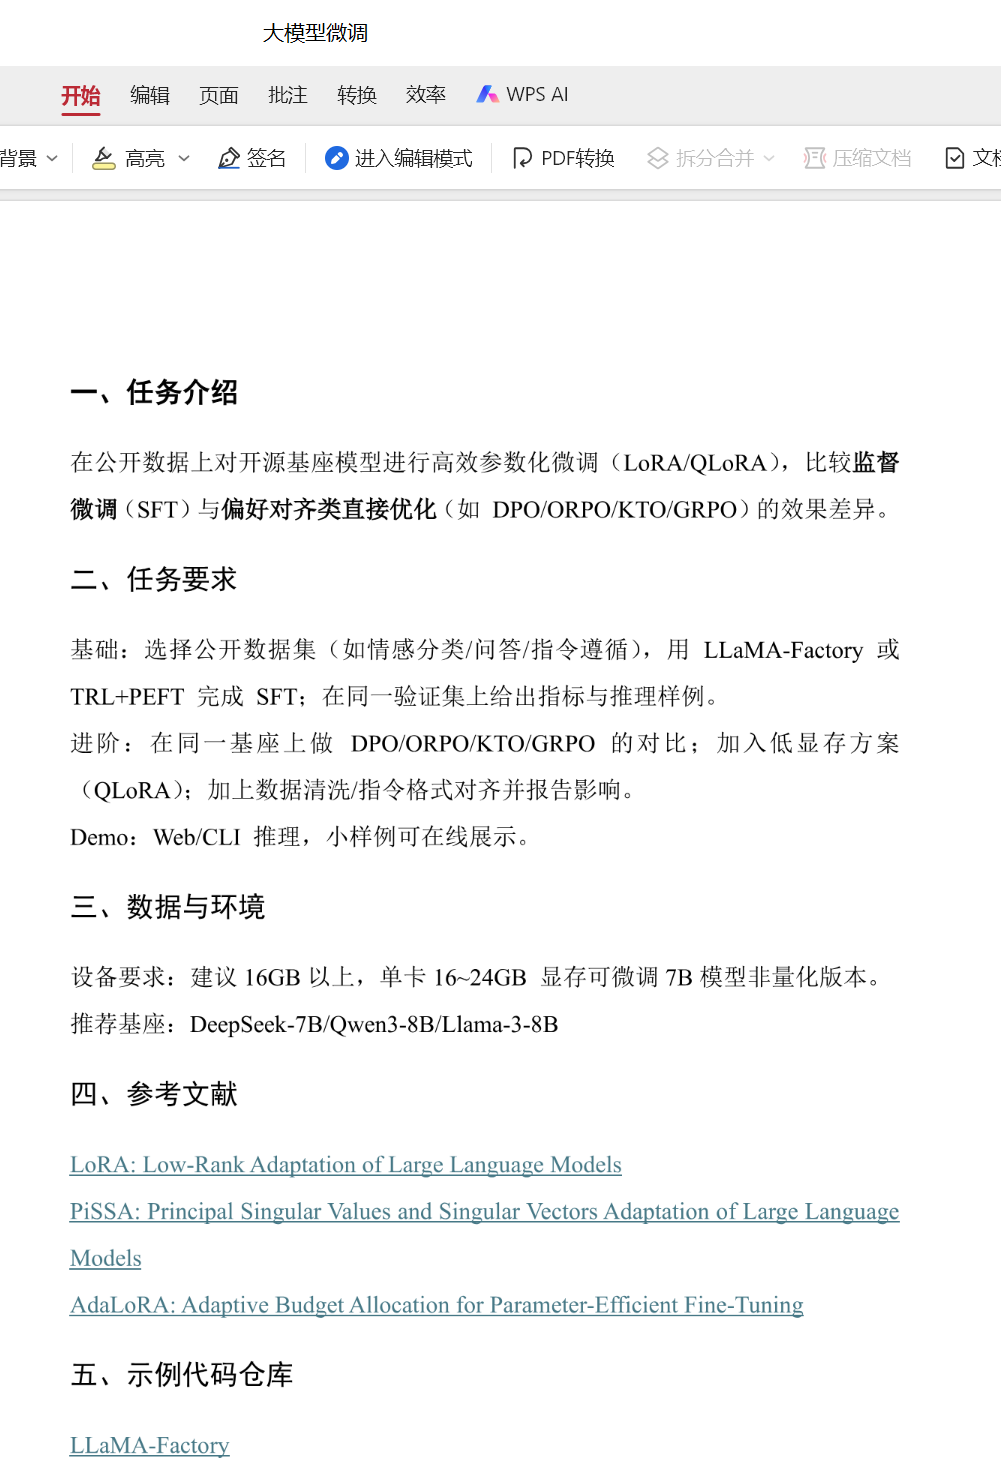 大模型微调
开始 编辑 页面 批注 转换 效率 WPS AI
背景 高亮 签名 进入编辑模式 PDF转换 拆分合并 压缩文档 文档
一、任务介绍
在公开数据上对开源基座模型进行高效参数化微调（LoRA/QLoRA），比较监督
微调（SFT）与偏好对齐类直接优化（如 DPO/ORPO/KTO/GRPO）的效果差异。
二、任务要求
基础：选择公开数据集（如情感分类/问答/指令遵循），用 LLaMA-Factory 或
TRL+PEFT 完成 SFT；在同一验证集上给出指标与推理样例。
进阶：在同一基座上做 DPO/ORPO/KTO/GRPO 的对比；加入低显存方案
（QLoRA）；加上数据清洗/指令格式对齐并报告影响。
Demo：Web/CLI 推理，小样例可在线展示。
三、数据与环境
设备要求：建议 16GB 以上，单卡 16~24GB 显存可微调 7B 模型非量化版本。
推荐基座：DeepSeek-7B/Qwen3-8B/Llama-3-8B
四、参考文献
LoRA: Low-Rank Adaptation of Large Language Models
PiSSA: Principal Singular Values and Singular Vectors Adaptation of Large Language
Models
AdaLoRA: Adaptive Budget Allocation for Parameter-Efficient Fine-Tuning
五、示例代码仓库
LLaMA-Factory